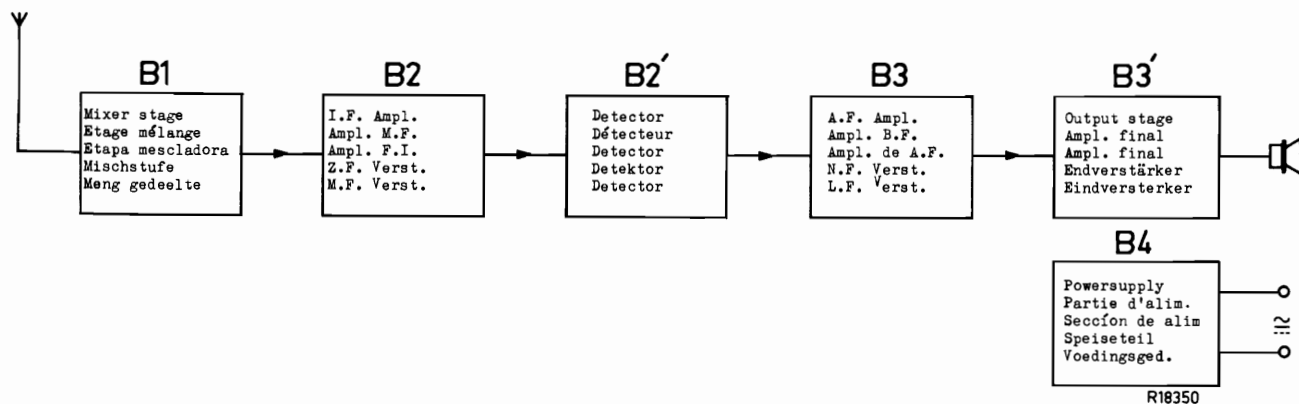 B1
Mixer stage
Etage mélange
Etapa mescladora
Mischstufe
Meng gedeelte
B2
I.F. Ampl.
Ampl. M.F.
Ampl. F.I.
Z.F. Verst.
M.F. Verst.
B2′
Detector
Détecteur
Detector
Detektor
Detector
B3
A.F. Ampl.
Ampl. B.F.
Ampl. de A.F.
N.F. Verst.
L.F. Verst.
B3′
Output stage
Ampl. final
Ampl. final
Endverstärker
Eindversterker
B4
Powersupply
Partie d'alim.
Seccíon de alim
Speiseteil
Voedingsged.
R18350